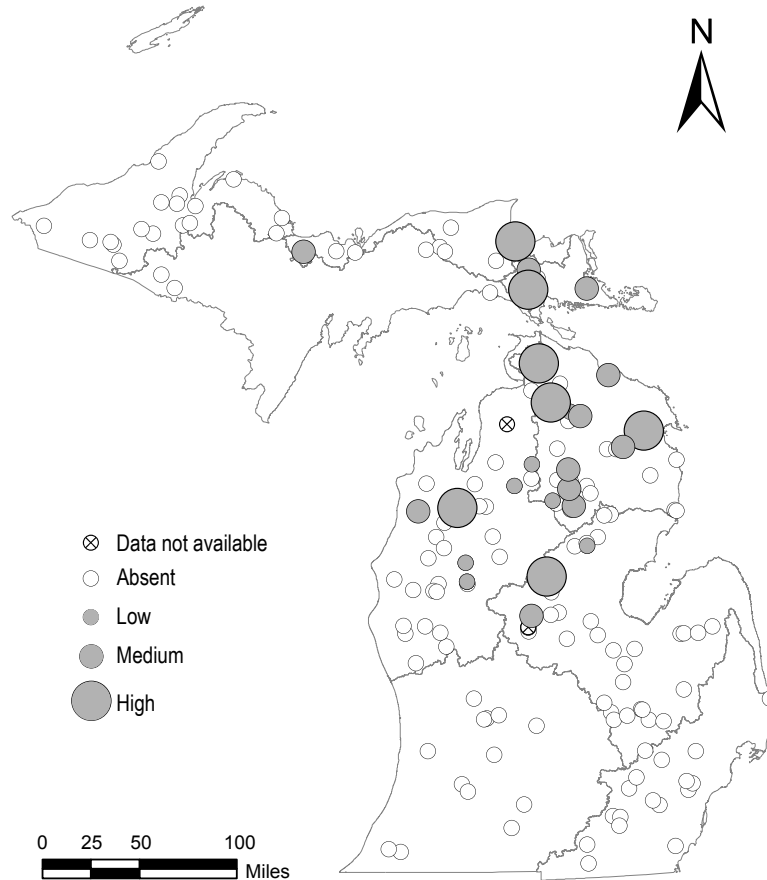 N
Data not available
Absent
Low
Medium
High
0 25 50 100
Miles